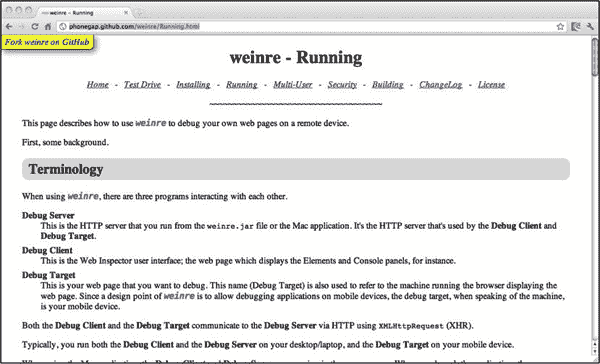 weinre - Running
phonegap.github.com/weinre/Running.html
Fork weinre on GitHub
weinre - Running
Home - Test Drive - Installing - Running - Multi-User - Security - Building - ChangeLog - License
This page describes how to use weinre to debug your own web pages on a remote device.
First, some background.
Terminology
When using weinre, there are three programs interacting with each other.
Debug Server
This is the HTTP server that you run from the weinre.jar file or the Mac application. It's the HTTP server that's used by the Debug Client and
Debug Target.
Debug Client
This is the Web Inspector user interface; the web page which displays the Elements and Console panels, for instance.
Debug Target
This is your web page that you want to debug. This name (Debug Target) is also used to refer to the machine running the browser displaying the
web page. Since a design point of weinre is to allow debugging applications on mobile devices, the debug target, when speaking of the machine,
is your mobile device.
Both the Debug Client and the Debug Target communicate to the Debug Server via HTTP using XMLHttpRequest (XHR).
Typically, you run both the Debug Client and the Debug Server on your desktop/laptop, and the Debug Target on your mobile device.